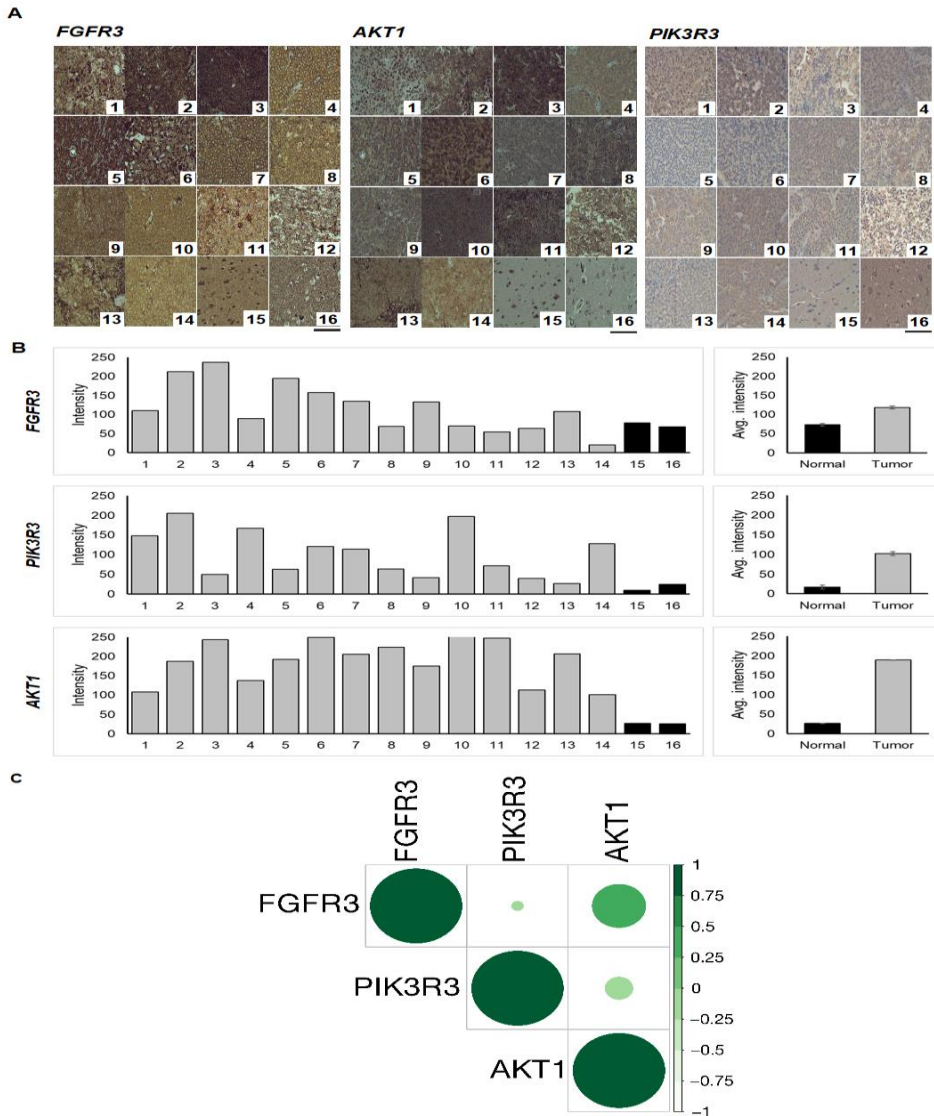 A
FGFR3 AKT1 PIK3R3
1 2 3 4 1 2 3 4 1 2 3 4
5 6 7 8 5 6 7 8 5 6 7 8
9 10 11 12 9 10 11 12 9 10 11 12
13 14 15 16 13 14 15 16 13 14 15 16
B
FGFR3
Intensity
250
200
150
100
50
0
1 2 3 4 5 6 7 8 9 10 11 12 13 14 15 16
Avg. intensity
250
200
150
100
50
0
Normal Tumor
PIK3R3
Intensity
250
200
150
100
50
0
1 2 3 4 5 6 7 8 9 10 11 12 13 14 15 16
Avg. intensity
250
200
150
100
50
0
Normal Tumor
AKT1
Intensity
250
200
150
100
50
0
1 2 3 4 5 6 7 8 9 10 11 12 13 14 15 16
Avg. intensity
250
200
150
100
50
0
Normal Tumor
C
FGFR3 PIK3R3 AKT1
FGFR3
PIK3R3
AKT1
1
0.75
0.5
0.25
0
−0.25
−0.5
−0.75
−1